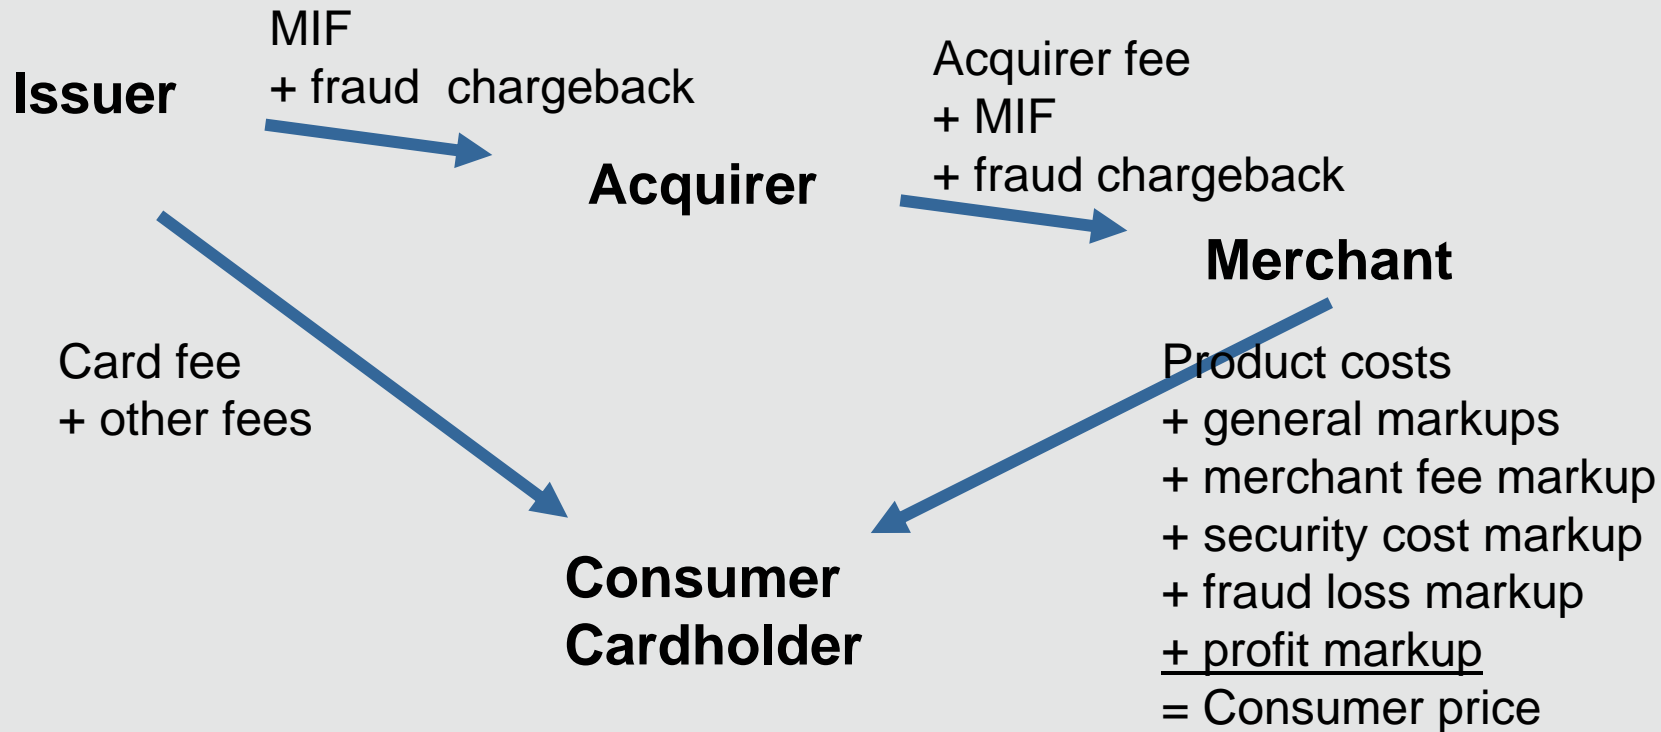 MIF
+ fraud chargeback
Issuer
Acquirer fee
+ MIF
+ fraud chargeback
Acquirer
Merchant
Card fee
+ other fees
Product costs
+ general markups
+ merchant fee markup
+ security cost markup
+ fraud loss markup
+ profit markup
= Consumer price
Consumer
Cardholder